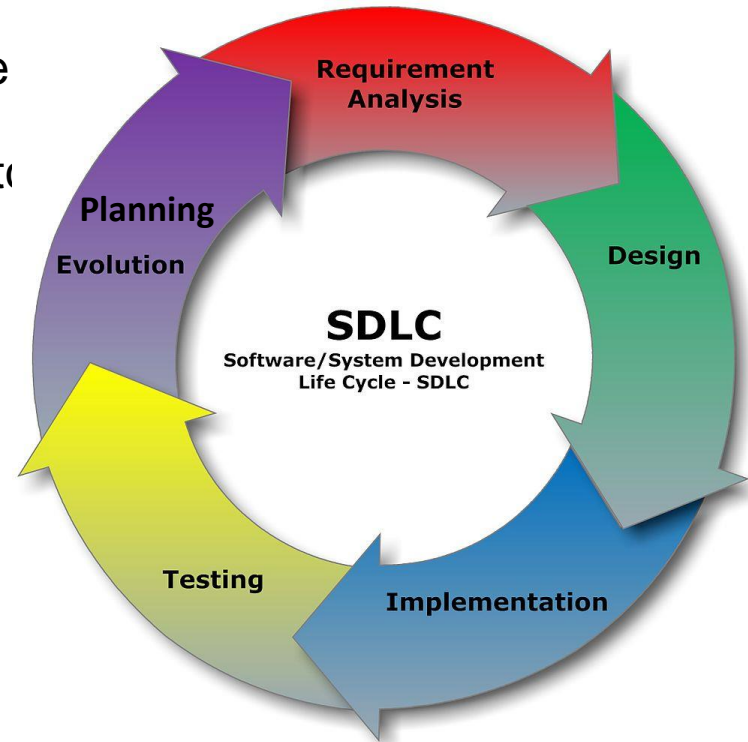 e
Requirement
Analysis
Planning
Evolution
Design
SDLC
Software/System Development
Life Cycle - SDLC
Testing
Implementation